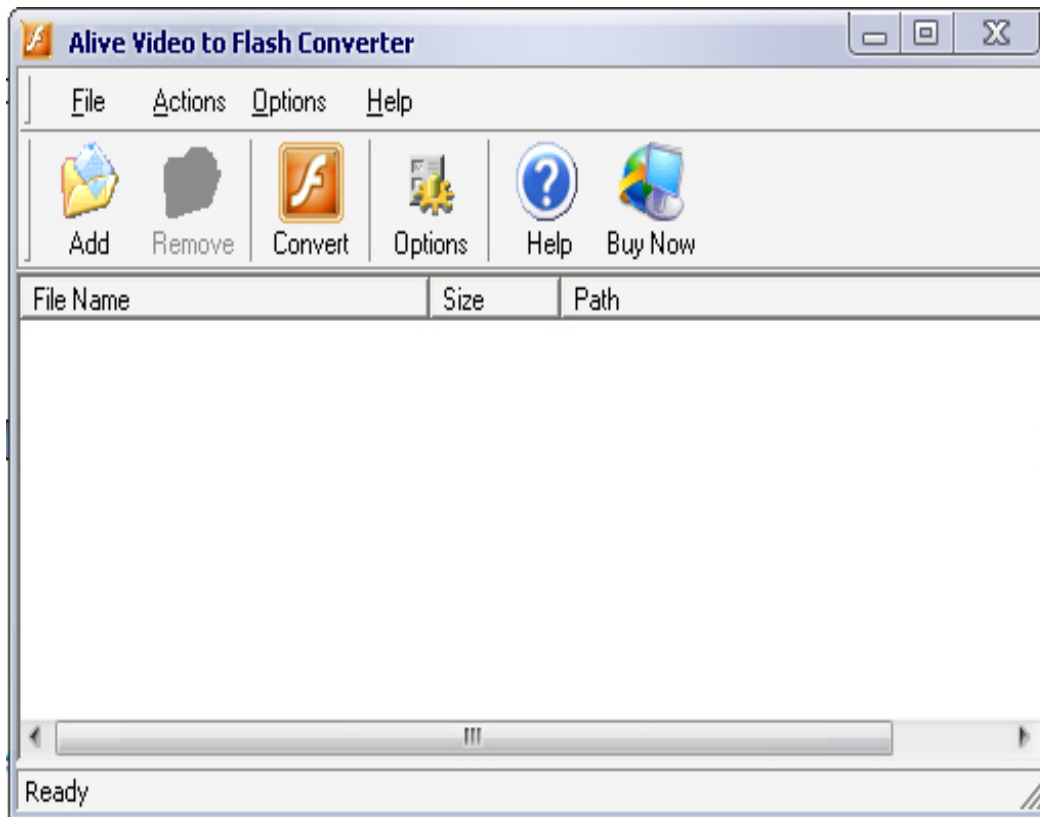 Alive Video to Flash Converter
File Actions Options Help
Add Remove Convert Options Help Buy Now
File Name Size Path
Ready